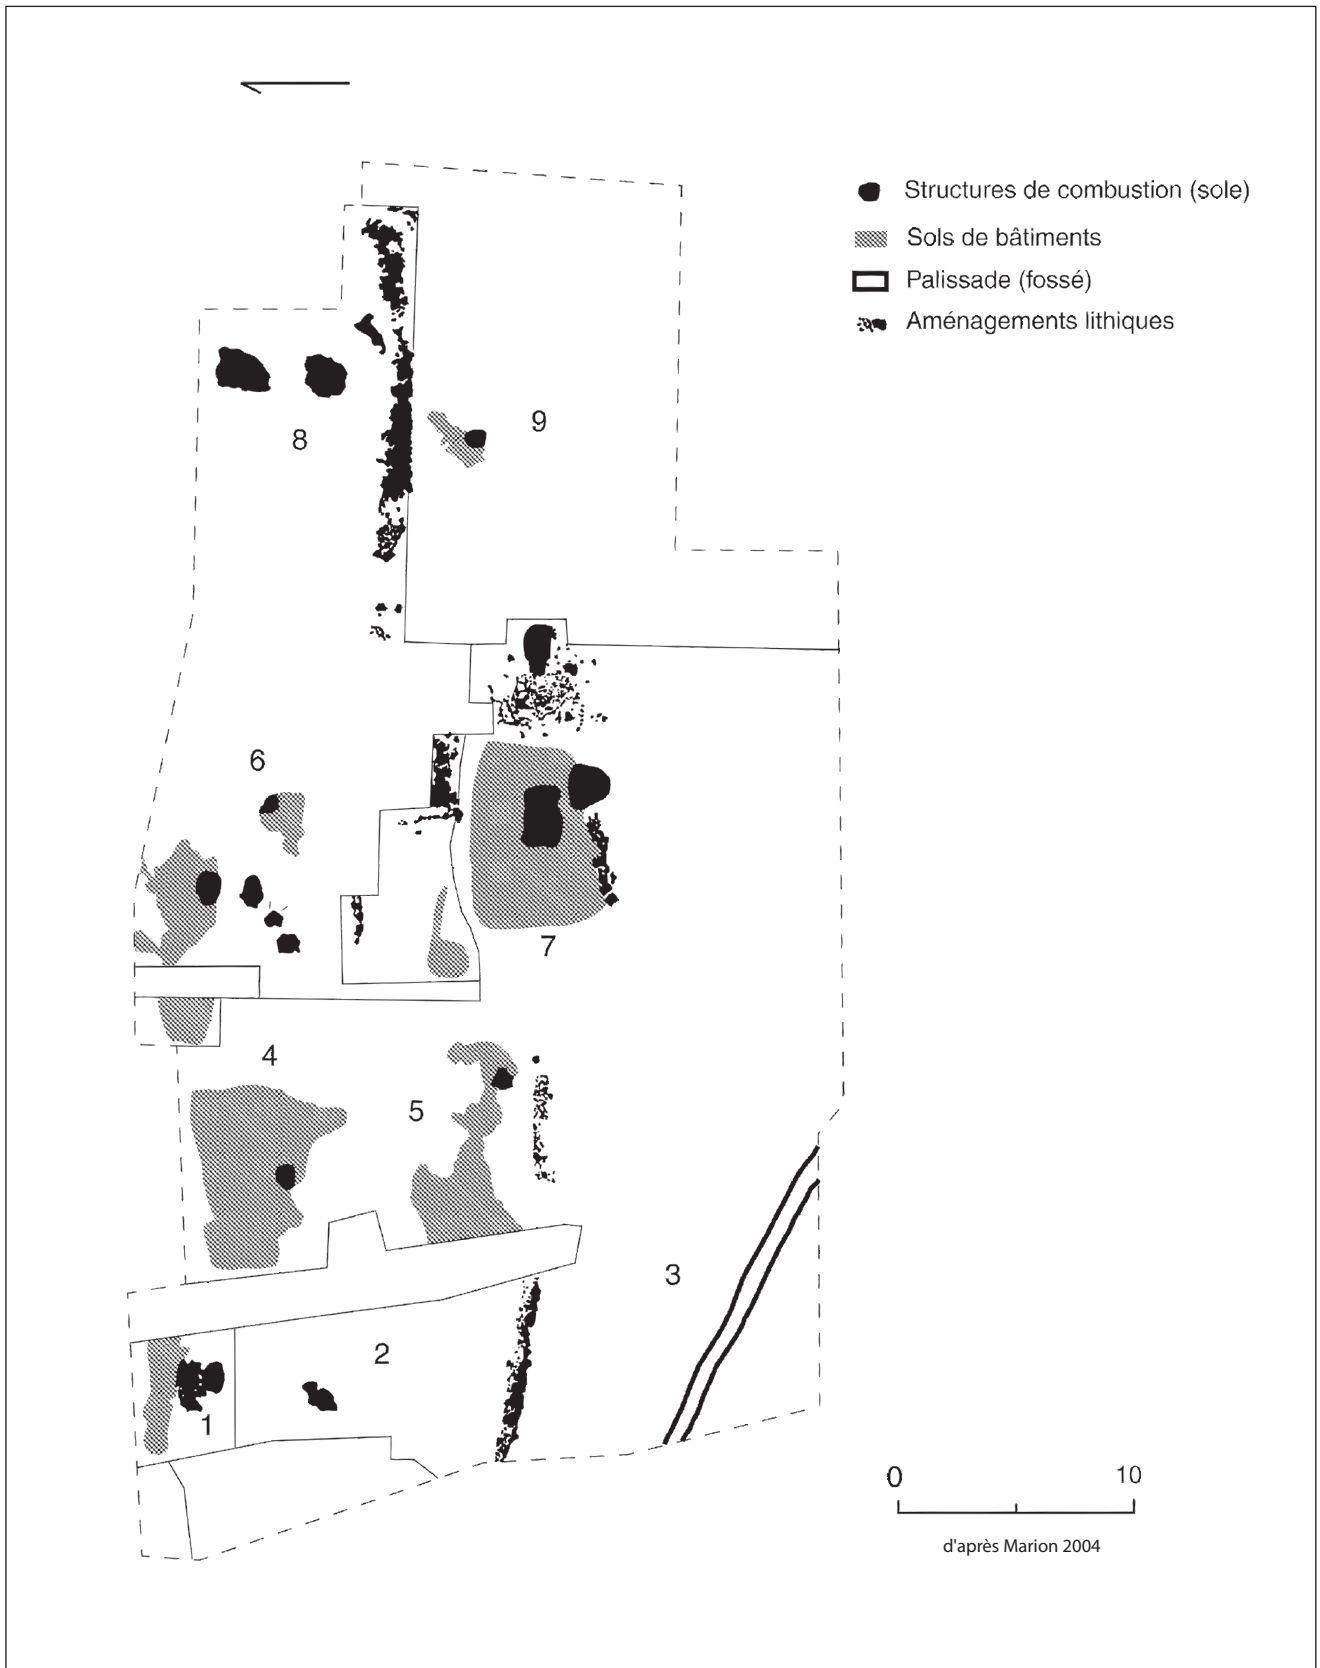 Structures de combustion (sole)
Sols de bâtiments
Palissade (fossé)
Aménagements lithiques
9
8
6
7
4
5
3
2
1
0 10
d'après Marion 2004